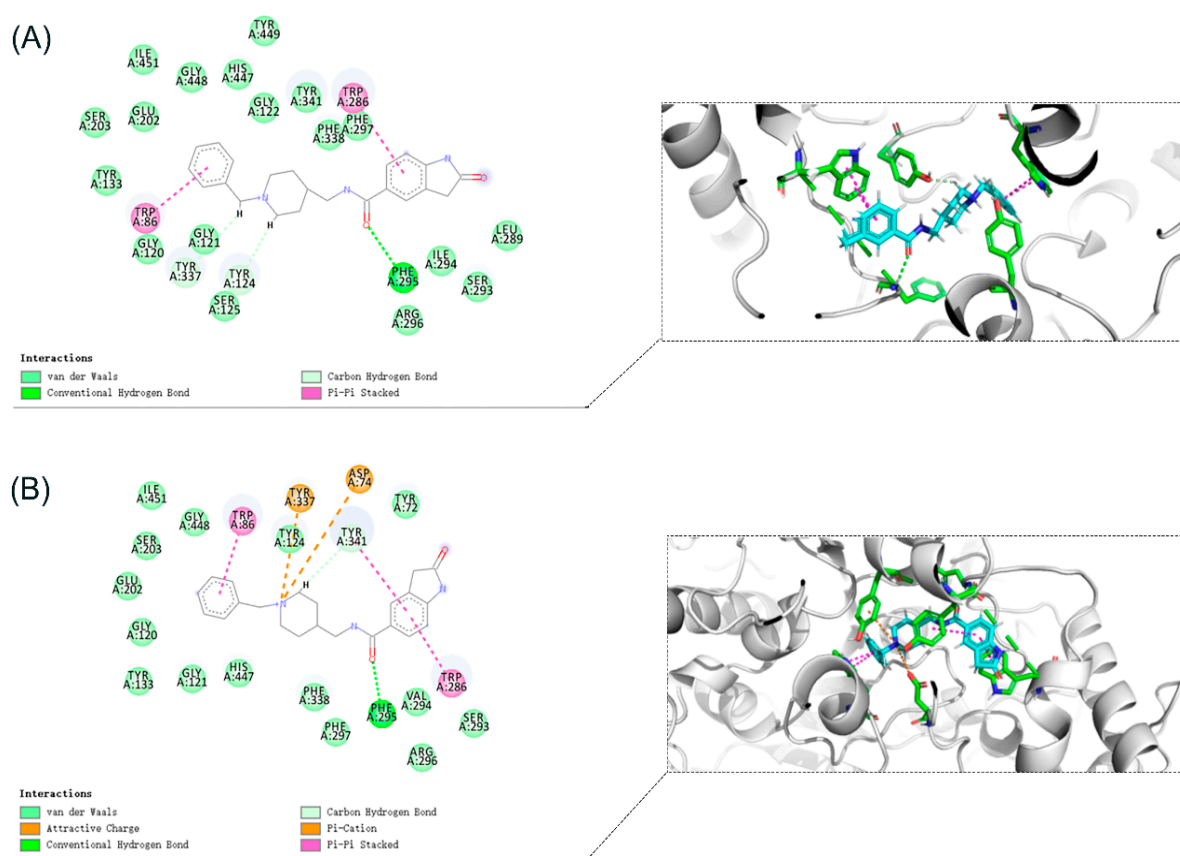 (A)
TYR
A:449
ILE
A:451
GLY
A:448
HIS
A:447
TYR
A:341
TRP
A:286
SER
A:203
GLU
A:202
GLY
A:122
PHE
A:338
PHE
A:297
N
O
TYR
A:133
N
N
O
TRP
A:86
H
H
GLY
A:120
GLY
A:121
LEU
A:289
TYR
A:337
TYR
A:124
PHE
A:295
ILE
A:294
SER
A:293
SER
A:125
ARG
A:296
Interactions
van der Waals
Conventional Hydrogen Bond
Carbon Hydrogen Bond
Pi-Pi Stacked
(B)
ASP
A:74
ILE
A:451
TYR
A:337
TYR
A:72
GLY
A:448
TRP
A:86
SER
A:203
TYR
A:124
TYR
A:341
O
GLU
A:202
H
N
N
N
GLY
A:120
O
TYR
A:133
GLY
A:121
HIS
A:447
TRP
A:286
PHE
A:338
PHE
A:295
VAL
A:294
SER
A:293
PHE
A:297
ARG
A:296
Interactions
van der Waals
Attractive Charge
Conventional Hydrogen Bond
Carbon Hydrogen Bond
Pi-Cation
Pi-Pi Stacked